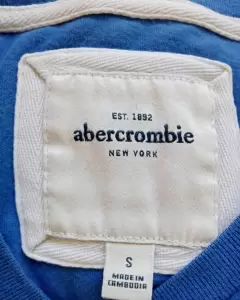 EST. 1892
abercrombie
NEW YORK
S
MADE IN
CAMBODIA